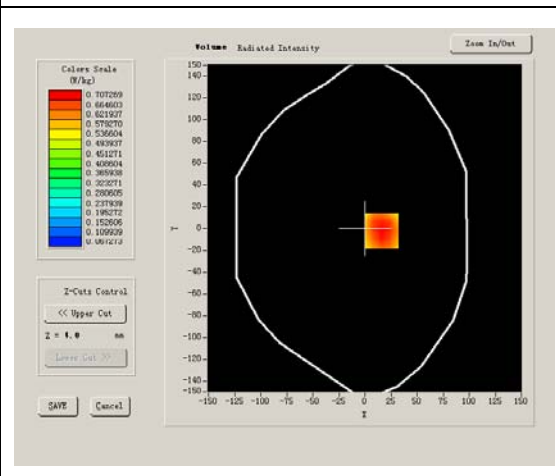 Volume Radiated Intensity
Zoom In/Out
Colors Scale
(W/kg)
0.707269
0.664603
0.621937
0.579270
0.536604
0.493937
0.451271
0.408604
0.365938
0.323271
0.280605
0.237939
0.195272
0.152606
0.109939
0.067273
Z-Cuts Control
<< Upper Cut
Z = 4.0 mm
Lower Cut >>
SAVE
Cancel
150
140
120
100
80
60
40
20
0
-20
-40
-60
-80
-100
-120
-140
-150
Y
-150 -125 -100 -75 -50 -25 0 25 50 75 100 125 150
X